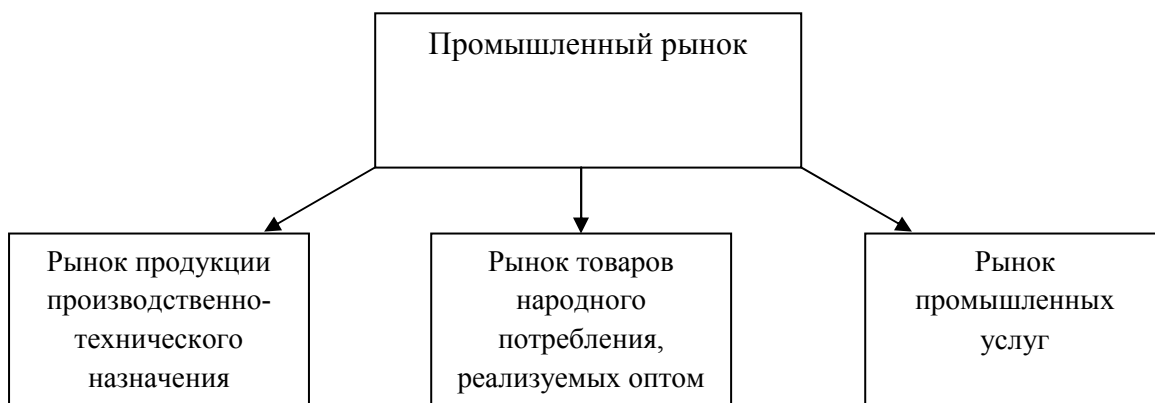 Промышленный рынок
Рынок продукции
производственно-
технического
назначения
Рынок товаров
народного
потребления,
реализуемых оптом
Рынок
промышленных
услуг